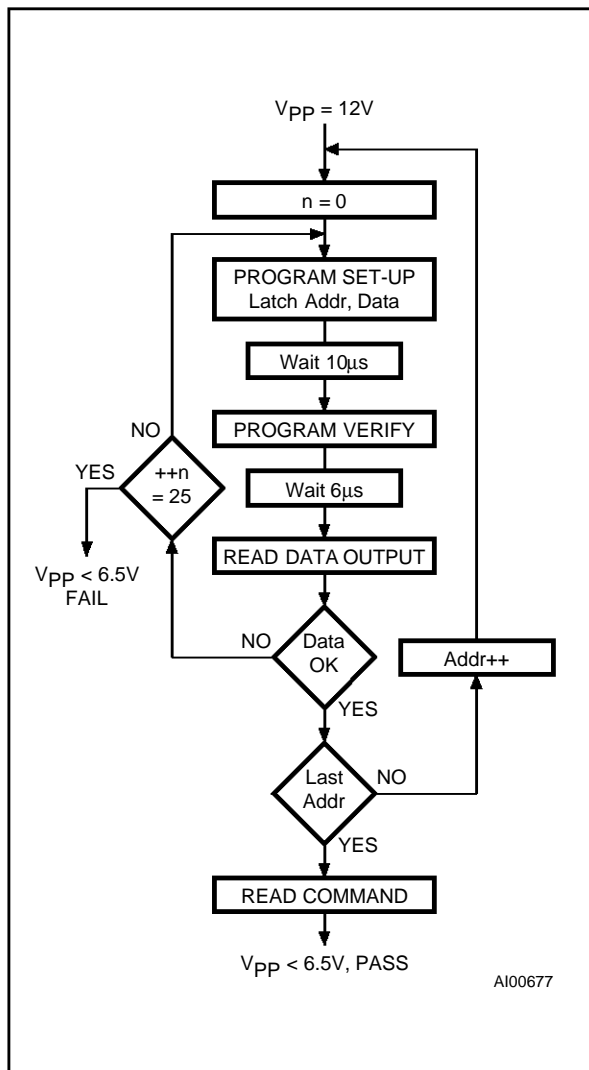 VPP = 12V
n = 0
PROGRAM SET-UP
Latch Addr, Data
Wait 10μs
NO
PROGRAM VERIFY
YES
++n
= 25
Wait 6μs
VPP < 6.5V
FAIL
READ DATA OUTPUT
NO
Data
OK
Addr++
YES
Last
Addr
NO
YES
READ COMMAND
VPP < 6.5V, PASS
AI00677